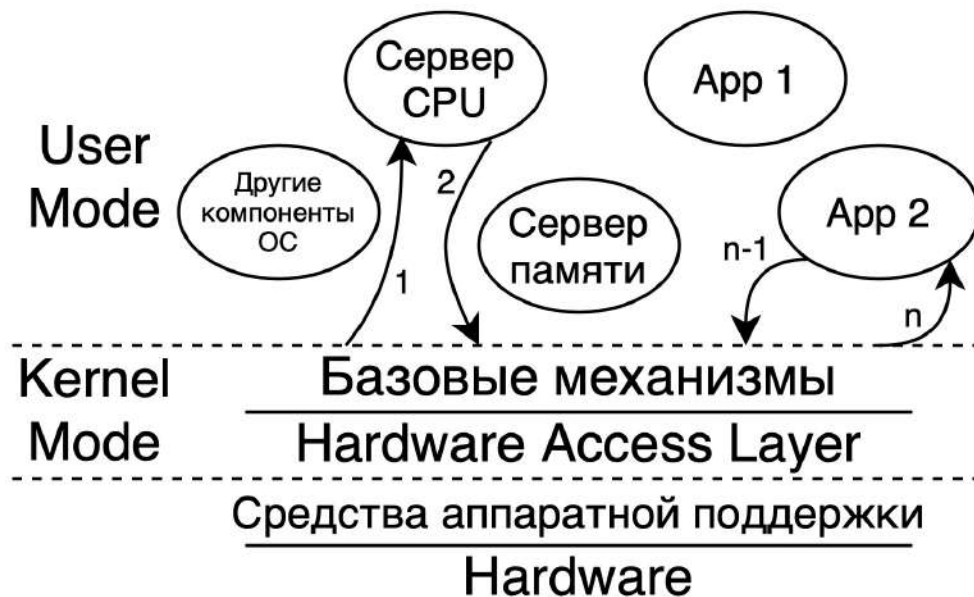 Сервер
CPU
App 1
User
Mode
Другие
компоненты
ОС
1
2
Сервер
памяти
App 2
n-1
n
Kernel
Mode
Базовые механизмы
Hardware Access Layer
Средства аппаратной поддержки
Hardware